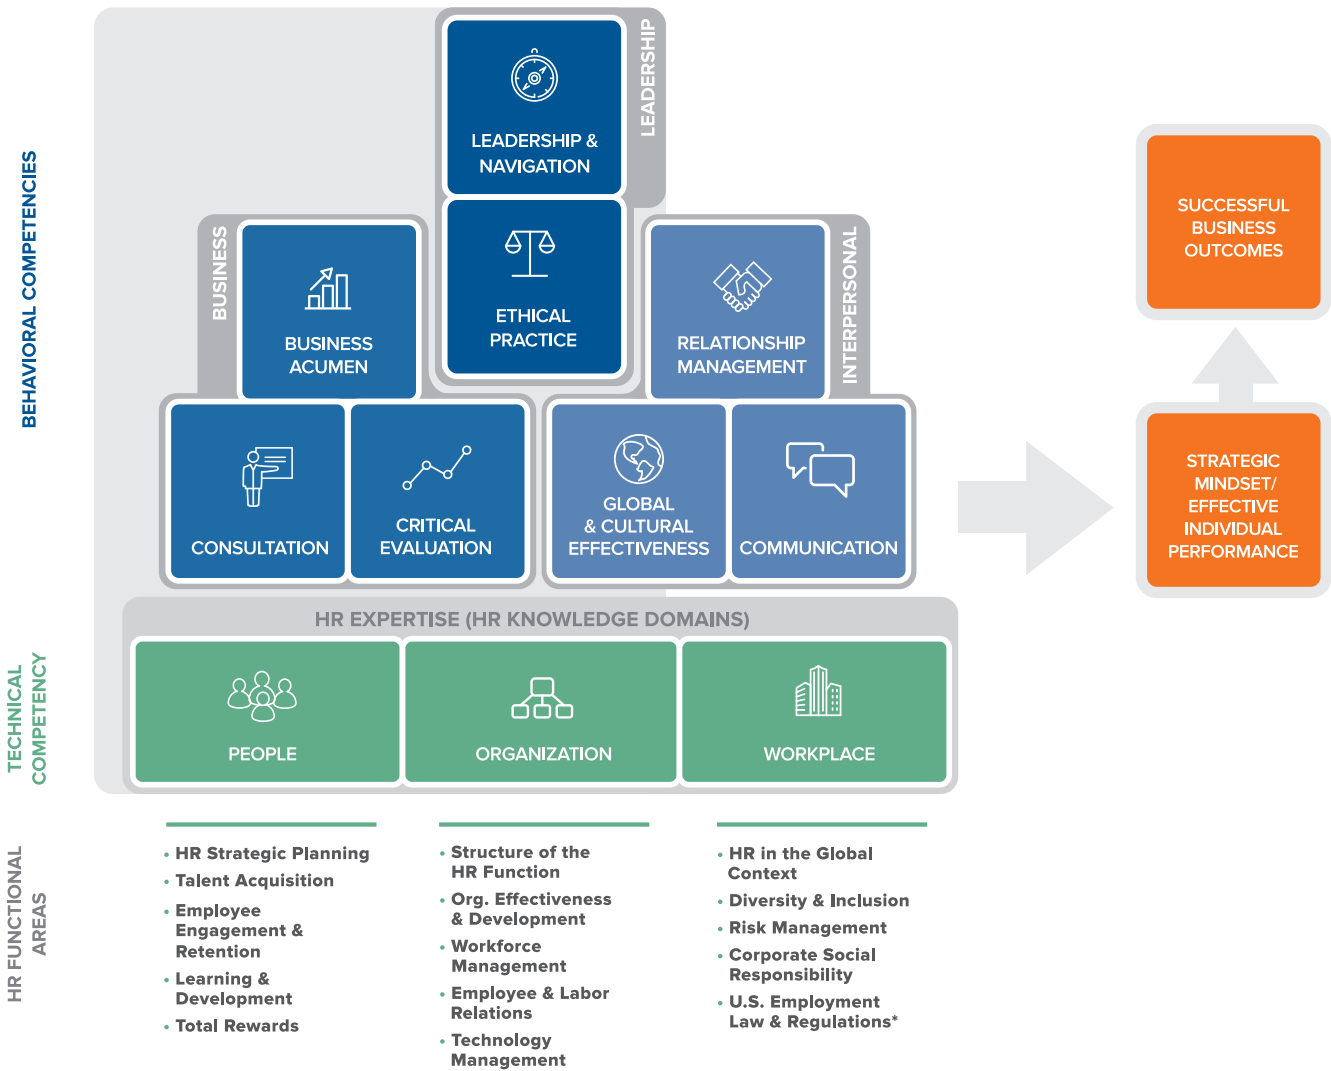 BEHAVIORAL COMPETENCIES
LEADERSHIP
LEADERSHIP &
NAVIGATION
ETHICAL
PRACTICE
BUSINESS
BUSINESS
ACUMEN
CONSULTATION
CRITICAL
EVALUATION
INTERPERSONAL
RELATIONSHIP
MANAGEMENT
GLOBAL
& CULTURAL
EFFECTIVENESS
COMMUNICATION
SUCCESSFUL
BUSINESS
OUTCOMES
STRATEGIC
MINDSET/
EFFECTIVE
INDIVIDUAL
PERFORMANCE
TECHNICAL
COMPETENCY
HR EXPERTISE (HR KNOWLEDGE DOMAINS)
PEOPLE
ORGANIZATION
WORKPLACE
HR FUNCTIONAL
AREAS
• HR Strategic Planning
• Talent Acquisition
• Employee
Engagement &
Retention
• Learning &
Development
• Total Rewards
• Structure of the
HR Function
• Org. Effectiveness
& Development
• Workforce
Management
• Employee & Labor
Relations
• Technology
Management
• HR in the Global
Context
• Diversity & Inclusion
• Risk Management
• Corporate Social
Responsibility
• U.S. Employment
Law & Regulations*